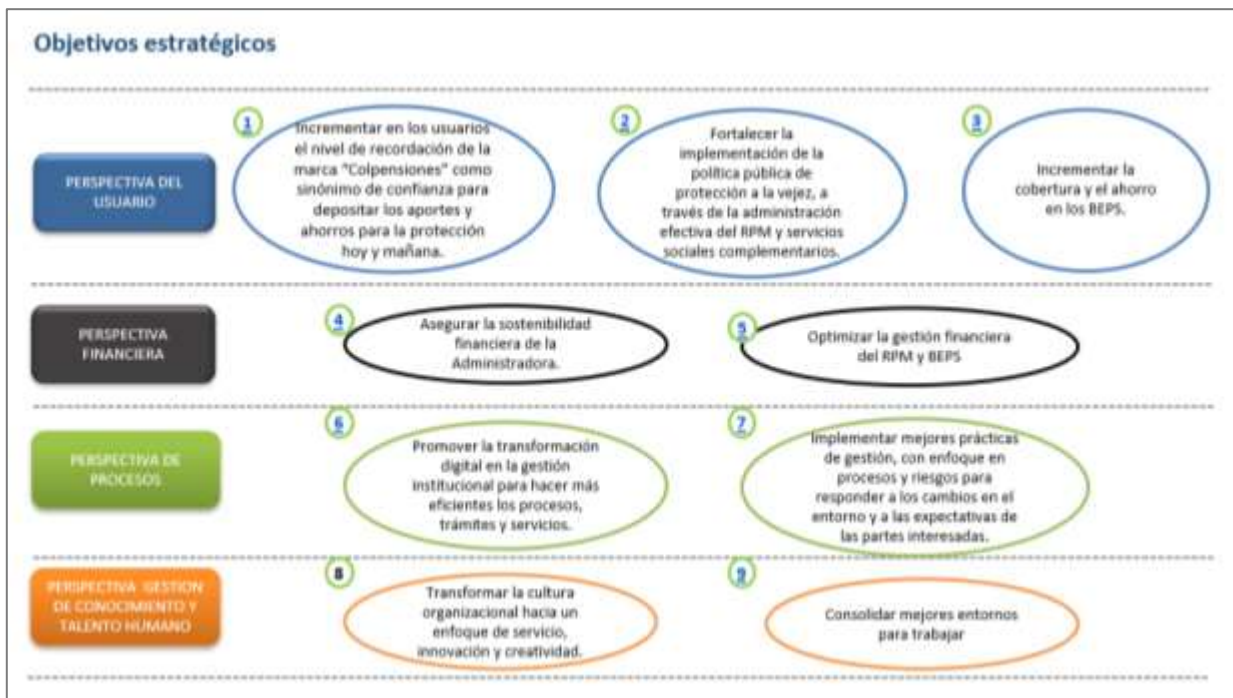 Objetivos estratégicos
PERSPECTIVA DEL
USUARIO
1
Incrementar en los usuarios
el nivel de recordación de la
marca "Colpensiones" como
sinónimo de confianza para
depositar los aportes y
ahorros para la protección
hoy y mañana.
2
Fortalecer la
implementación de la
política pública de
protección a la vejez, a
través de la administración
efectiva del RPM y servicios
sociales complementarios.
3
Incrementar la
cobertura y el ahorro
en los BEPS.
PERSPECTIVA
FINANCIERA
4
Asegurar la sostenibilidad
financiera de la
Administradora.
5
Optimizar la gestión financiera
del RPM y BEPS
PERSPECTIVA DE
PROCESOS
6
Promover la transformación
digital en la gestión
institucional para hacer más
eficientes los procesos,
trámites y servicios.
7
Implementar mejores prácticas
de gestión, con enfoque en
procesos y riesgos para
responder a los cambios en el
entorno y a las expectativas de
las partes interesadas.
PERSPECTIVA GESTION
DE CONOCIMIENTO Y
TALENTO HUMANO
8
Transformar la cultura
organizacional hacia un
enfoque de servicio,
innovación y creatividad.
9
Consolidar mejores entornos
para trabajar